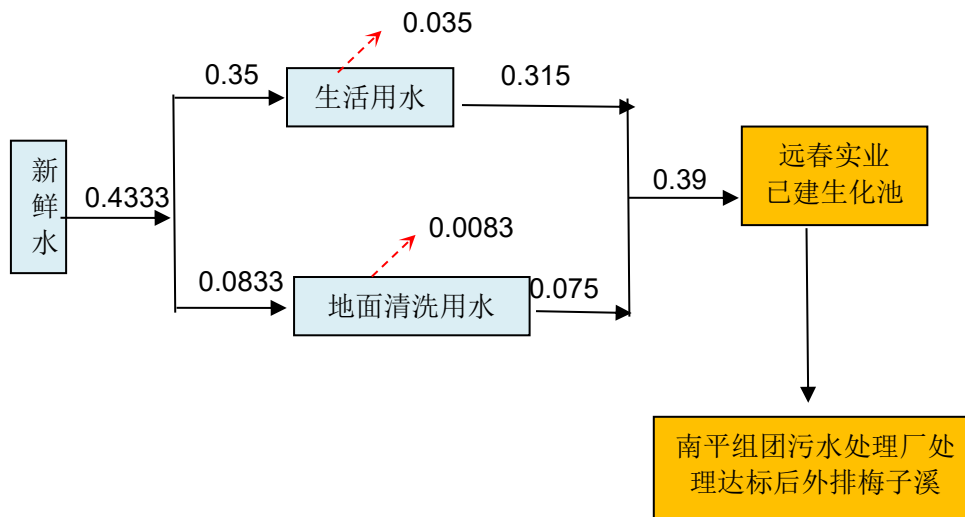 0.035
0.35
生活用水
0.315
新
鲜
水
0.4333
0.39
远春实业
已建生化池
0.0083
0.0833
地面清洗用水
0.075
南平组团污水处理厂处
理达标后外排梅子溪